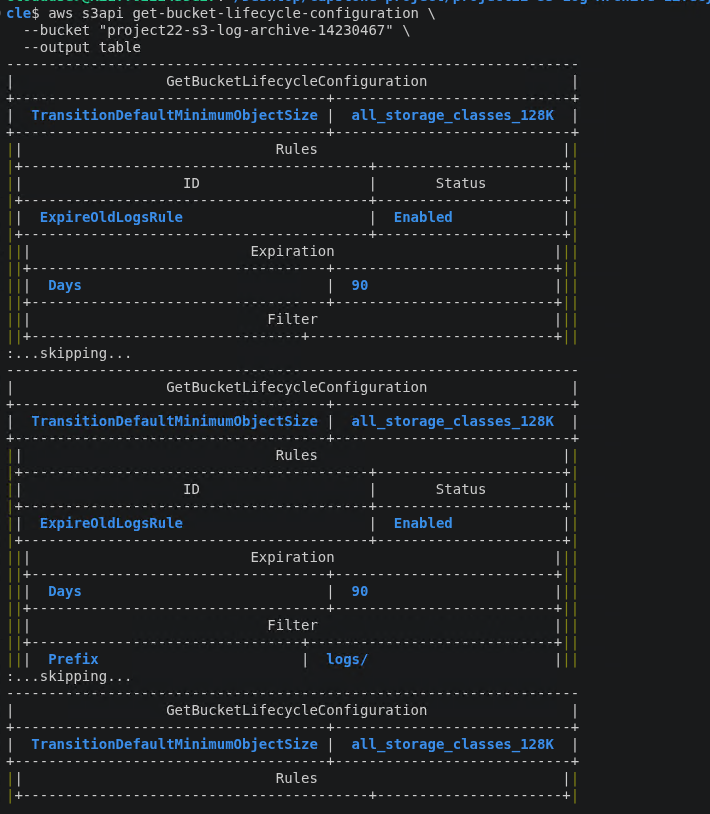 cle$ aws s3api get-bucket-lifecycle-configuration \
  --bucket "project22-s3-log-archive-14230467" \
  --output table
--------------------------------------------------------------------
|                  GetBucketLifecycleConfiguration                 |
+--------------------------------------+----------------------------+
|  TransitionDefaultMinimumObjectSize |  all_storage_classes_128K  |
+--------------------------------------+----------------------------+
||                              Rules                              ||
|+-----------------------------------------+----------------------+|
||                   ID                    |       Status         ||
|+-----------------------------------------+----------------------+|
||  ExpireOldLogsRule                      |  Enabled             ||
|+-----------------------------------------+----------------------+|
|||                          Expiration                          |||
||+------------------------------------+--------------------------+||
|||  Days                             |  90                      |||
||+------------------------------------+--------------------------+||
|||                            Filter                            |||
||+---------------------------------+-----------------------------+||
:...skipping...
--------------------------------------------------------------------
|                  GetBucketLifecycleConfiguration                 |
+--------------------------------------+----------------------------+
|  TransitionDefaultMinimumObjectSize |  all_storage_classes_128K  |
+--------------------------------------+----------------------------+
||                              Rules                              ||
|+-----------------------------------------+----------------------+|
||                   ID                    |       Status         ||
|+-----------------------------------------+----------------------+|
||  ExpireOldLogsRule                      |  Enabled             ||
|+-----------------------------------------+----------------------+|
|||                          Expiration                          |||
||+------------------------------------+--------------------------+||
|||  Days                             |  90                      |||
||+------------------------------------+--------------------------+||
|||                            Filter                            |||
||+---------------------------------+-----------------------------+||
|||  Prefix                        |  logs/                      |||
:...skipping...
--------------------------------------------------------------------
|                  GetBucketLifecycleConfiguration                 |
+--------------------------------------+----------------------------+
|  TransitionDefaultMinimumObjectSize |  all_storage_classes_128K  |
+--------------------------------------+----------------------------+
||                              Rules                              ||
|+-----------------------------------------+----------------------+|